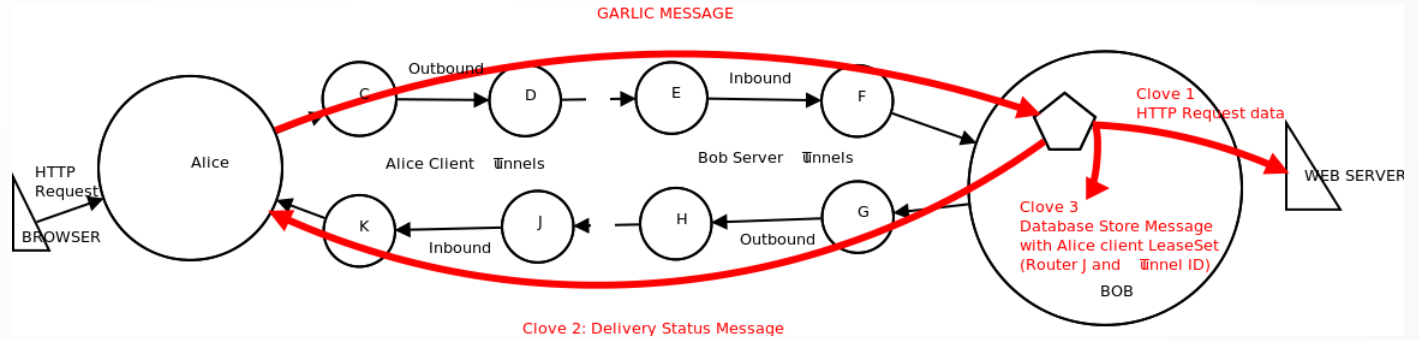 GARLIC MESSAGE
Outbound
Inbound
C
D
E
F
Clove 1
HTTP Request data
Alice
Alice Client Tunnels
Bob Server Tunnels
HTTP
Request
WEB SERVER
BROWSER
K
J
H
G
Inbound
Outbound
Clove 3
Database Store Message
with Alice client LeaseSet
(Router J and Tunnel ID)
BOB
Clove 2: Delivery Status Message